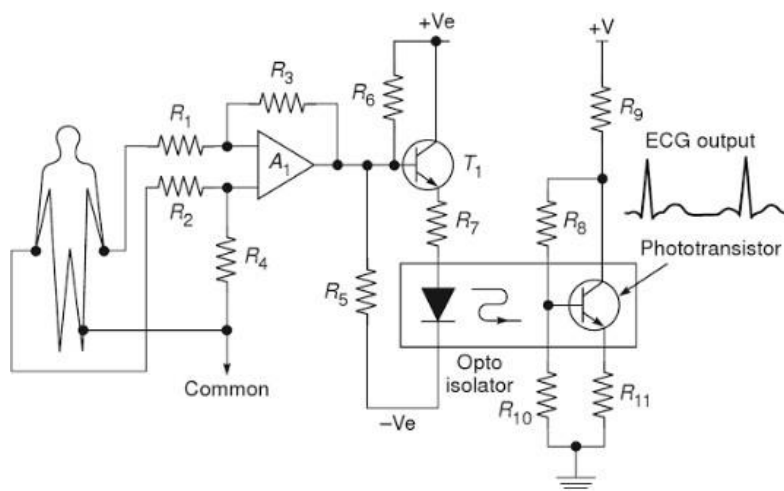 +Ve
+V
R3
R6
R9
R1
ECG output
A1
T1
R2
R7
R8
Phototransistor
R4
R5
Opto
isolator
Common
R10
R11
–Ve